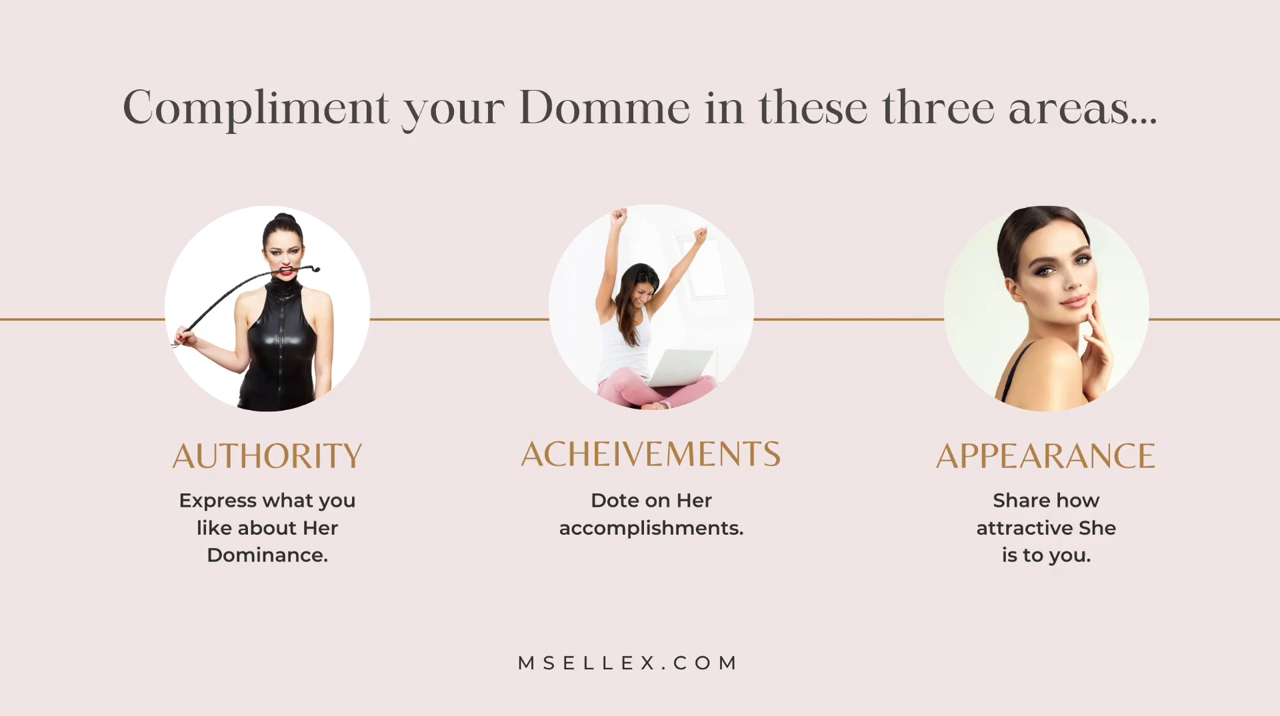 Compliment your Domme in these three areas...
AUTHORITY
Express what you
like about Her
Dominance.
ACHEIVEMENTS
Dote on Her
accomplishments.
APPEARANCE
Share how
attractive She
is to you.
MSELLEX.COM